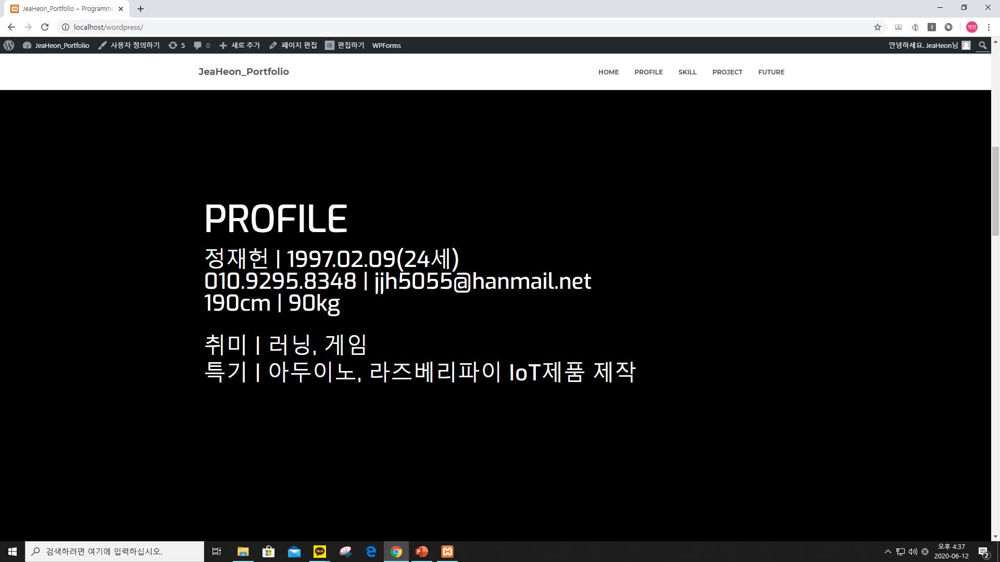 JeaHeon_Portfolio – Programme
localhost/wordpress/
재헌
JeaHeon_Portfolio 사용자 정의하기 5 0 새로 추가 페이지 편집 편집하기 WPForms 안녕하세요. JeaHeon님
JeaHeon_Portfolio HOME PROFILE SKILL PROJECT FUTURE
PROFILE
정재헌 | 1997.02.09(24세)
010.9295.8348 | jjh5055@hanmail.net
190cm | 90kg
취미 | 러닝, 게임
특기 | 아두이노, 라즈베리파이 IoT제품 제작
검색하려면 여기에 입력하십시오.
TALK
오후 4:37
2020-06-12
2